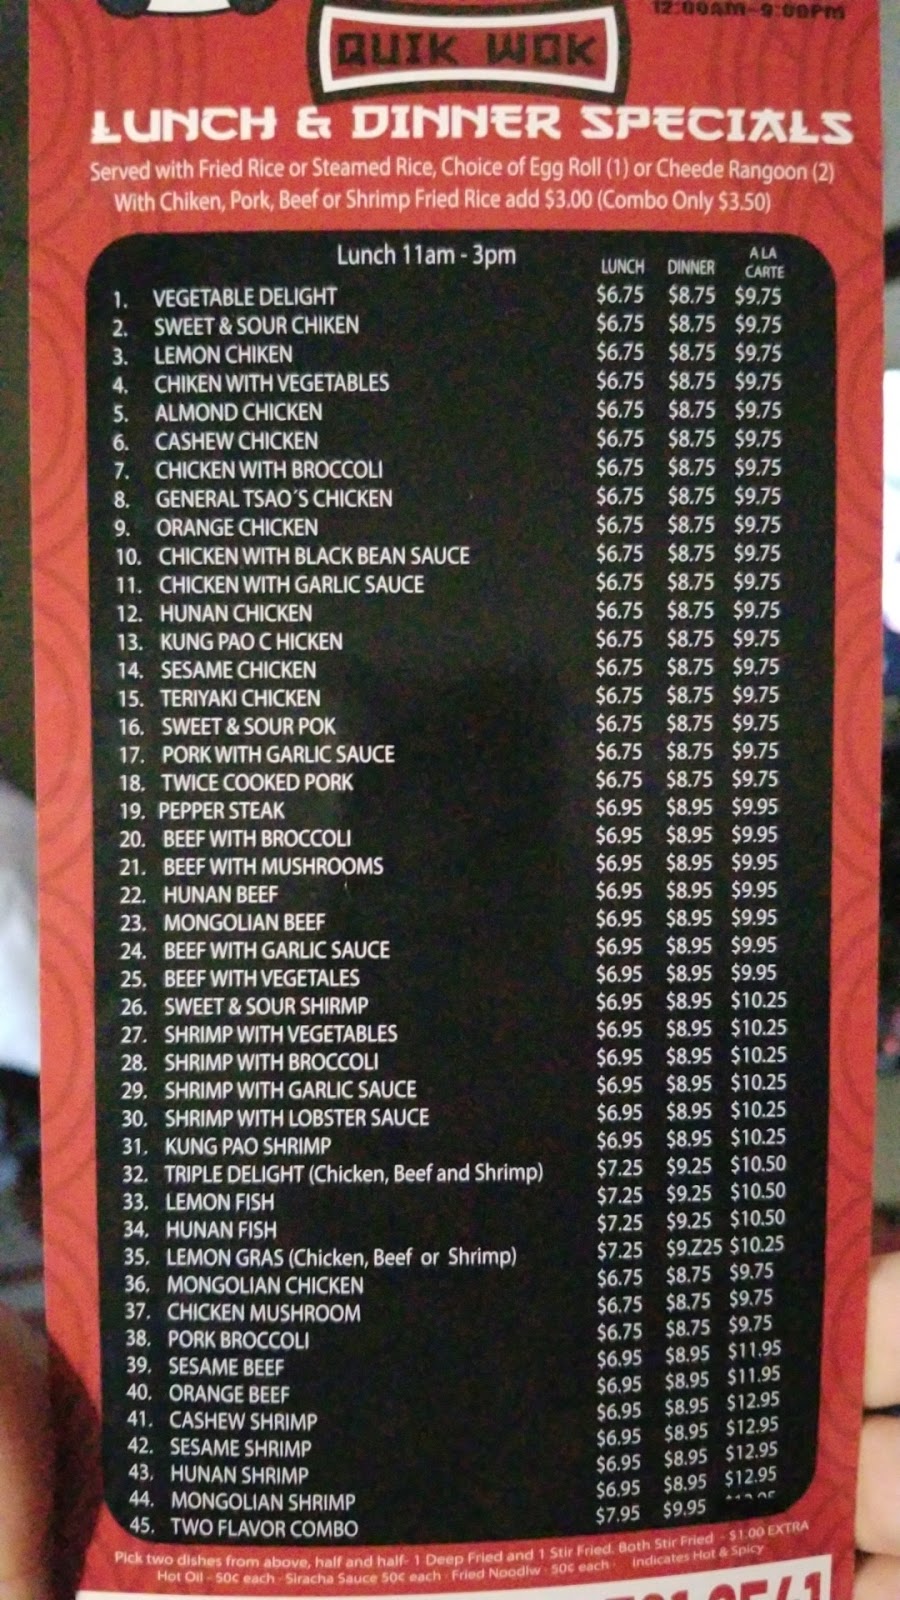 12:00AM-9:00PM
QUIK WOK
LUNCH & DINNER SPECIALS
Served with Fried Rice or Steamed Rice, Choice of Egg Roll (1) or Cheede Rangoon (2)
With Chiken, Pork, Beef or Shrimp Fried Rice add $3.00 (Combo Only $3.50)
Lunch 11am - 3pm LUNCH DINNER A LA CARTE
1. VEGETABLE DELIGHT $6.75 $8.75 $9.75
2. SWEET & SOUR CHIKEN $6.75 $8.75 $9.75
3. LEMON CHIKEN $6.75 $8.75 $9.75
4. CHIKEN WITH VEGETABLES $6.75 $8.75 $9.75
5. ALMOND CHICKEN $6.75 $8.75 $9.75
6. CASHEW CHICKEN $6.75 $8.75 $9.75
7. CHICKEN WITH BROCCOLI $6.75 $8.75 $9.75
8. GENERAL TSAO´S CHICKEN $6.75 $8.75 $9.75
9. ORANGE CHICKEN $6.75 $8.75 $9.75
10. CHICKEN WITH BLACK BEAN SAUCE $6.75 $8.75 $9.75
11. CHICKEN WITH GARLIC SAUCE $6.75 $8.75 $9.75
12. HUNAN CHICKEN $6.75 $8.75 $9.75
13. KUNG PAO C HICKEN $6.75 $8.75 $9.75
14. SESAME CHICKEN $6.75 $8.75 $9.75
15. TERIYAKI CHICKEN $6.75 $8.75 $9.75
16. SWEET & SOUR POK $6.75 $8.75 $9.75
17. PORK WITH GARLIC SAUCE $6.75 $8.75 $9.75
18. TWICE COOKED PORK $6.75 $8.75 $9.75
19. PEPPER STEAK $6.95 $8.95 $9.95
20. BEEF WITH BROCCOLI $6.95 $8.95 $9.95
21. BEEF WITH MUSHROOMS $6.95 $8.95 $9.95
22. HUNAN BEEF $6.95 $8.95 $9.95
23. MONGOLIAN BEEF $6.95 $8.95 $9.95
24. BEEF WITH GARLIC SAUCE $6.95 $8.95 $9.95
25. BEEF WITH VEGETALES $6.95 $8.95 $9.95
26. SWEET & SOUR SHIRMP $6.95 $8.95 $10.25
27. SHRIMP WITH VEGETABLES $6.95 $8.95 $10.25
28. SHRIMP WITH BROCCOLI $6.95 $8.95 $10.25
29. SHRIMP WITH GARLIC SAUCE $6.95 $8.95 $10.25
30. SHRIMP WITH LOBSTER SAUCE $6.95 $8.95 $10.25
31. KUNG PAO SHRIMP $6.95 $8.95 $10.25
32. TRIPLE DELIGHT (Chicken, Beef and Shrimp) $7.25 $9.25 $10.50
33. LEMON FISH $7.25 $9.25 $10.50
34. HUNAN FISH $7.25 $9.25 $10.50
35. LEMON GRAS (Chicken, Beef or Shrimp) $7.25 $9.Z25 $10.25
36. MONGOLIAN CHICKEN $6.75 $8.75 $9.75
37. CHICKEN MUSHROOM $6.75 $8.75 $9.75
38. PORK BROCCOLI $6.75 $8.75 $9.75
39. SESAME BEEF $6.95 $8.95 $11.95
40. ORANGE BEEF $6.95 $8.95 $11.95
41. CASHEW SHRIMP $6.95 $8.95 $12.95
42. SESAME SHRIMP $6.95 $8.95 $12.95
43. HUNAN SHRIMP $6.95 $8.95 $12.95
44. MONGOLIAN SHRIMP $6.95 $8.95 $12.95
45. TWO FLAVOR COMBO $7.95 $9.95
Pick two dishes from above, half and half- 1 Deep Fried and 1 Stir Fried. Both Stir Fried - $1.00 EXTRA
Hot Oil - 50¢ each · Siracha Sauce 50¢ each · Fried Noodlw · 50¢ each · Indicates Hot & Spicy